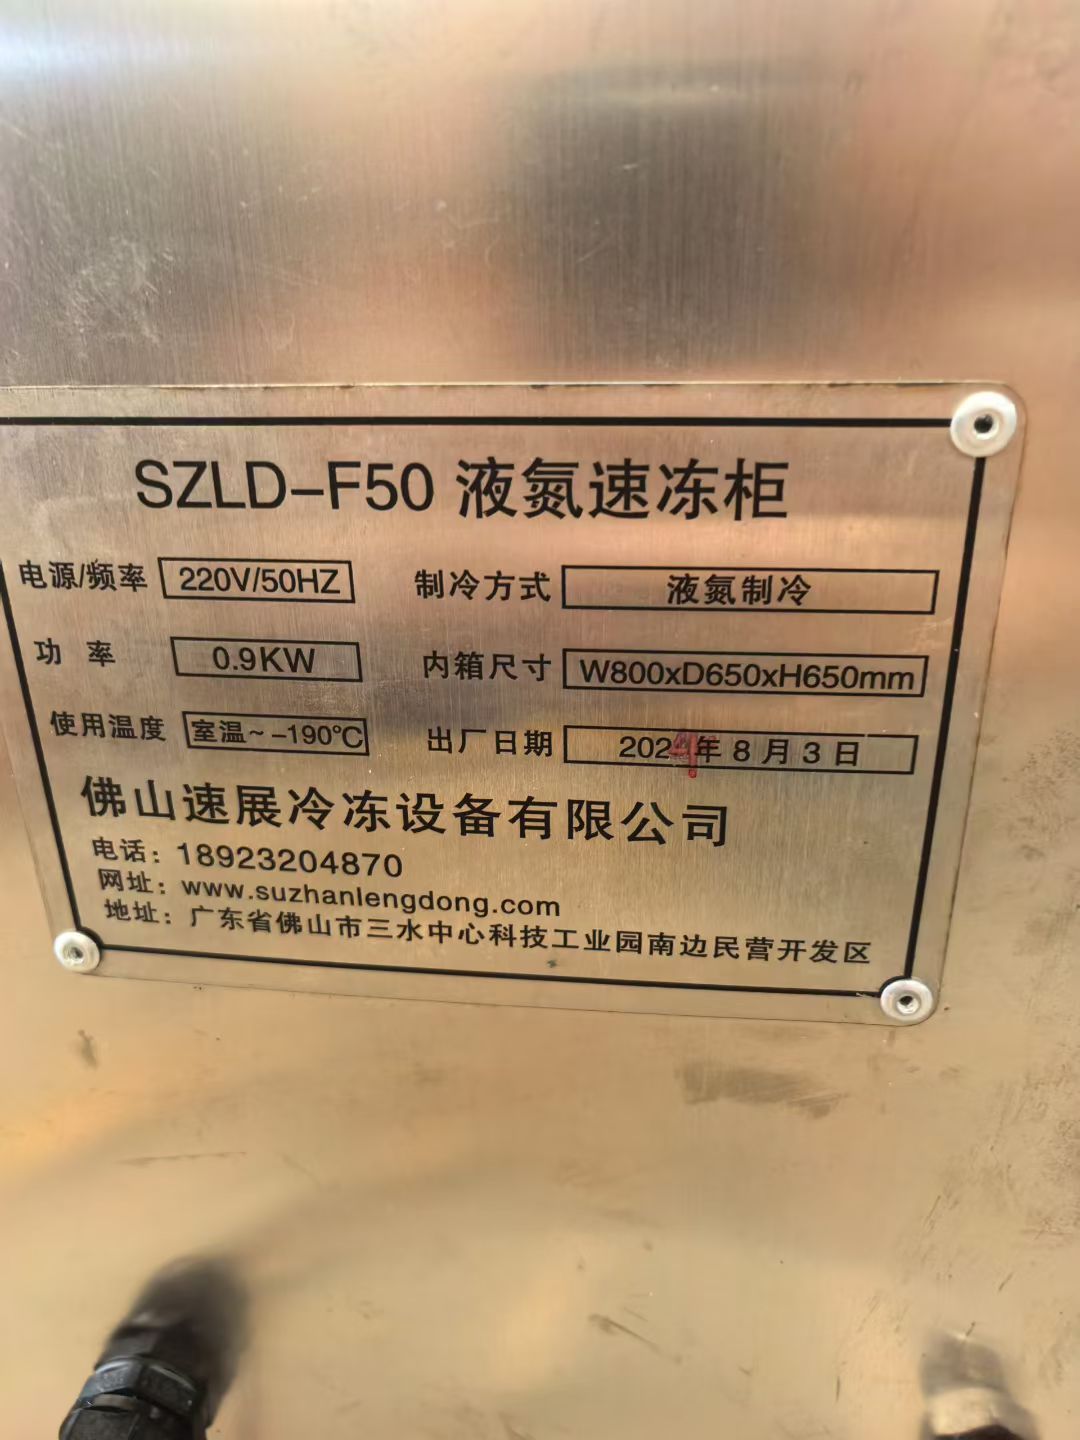 SZLD-F50 液氮速冻柜
电源/频率 220V/50HZ 制冷方式 液氮制冷
功 率 0.9KW 内箱尺寸 W800xD650xH650mm
使用温度 室温~-190℃ 出厂日期 2024年8月3日
佛山速展冷冻设备有限公司
电话：18923204870
网址：www.suzhanlengdong.com
地址：广东省佛山市三水中心科技工业园南边民营开发区